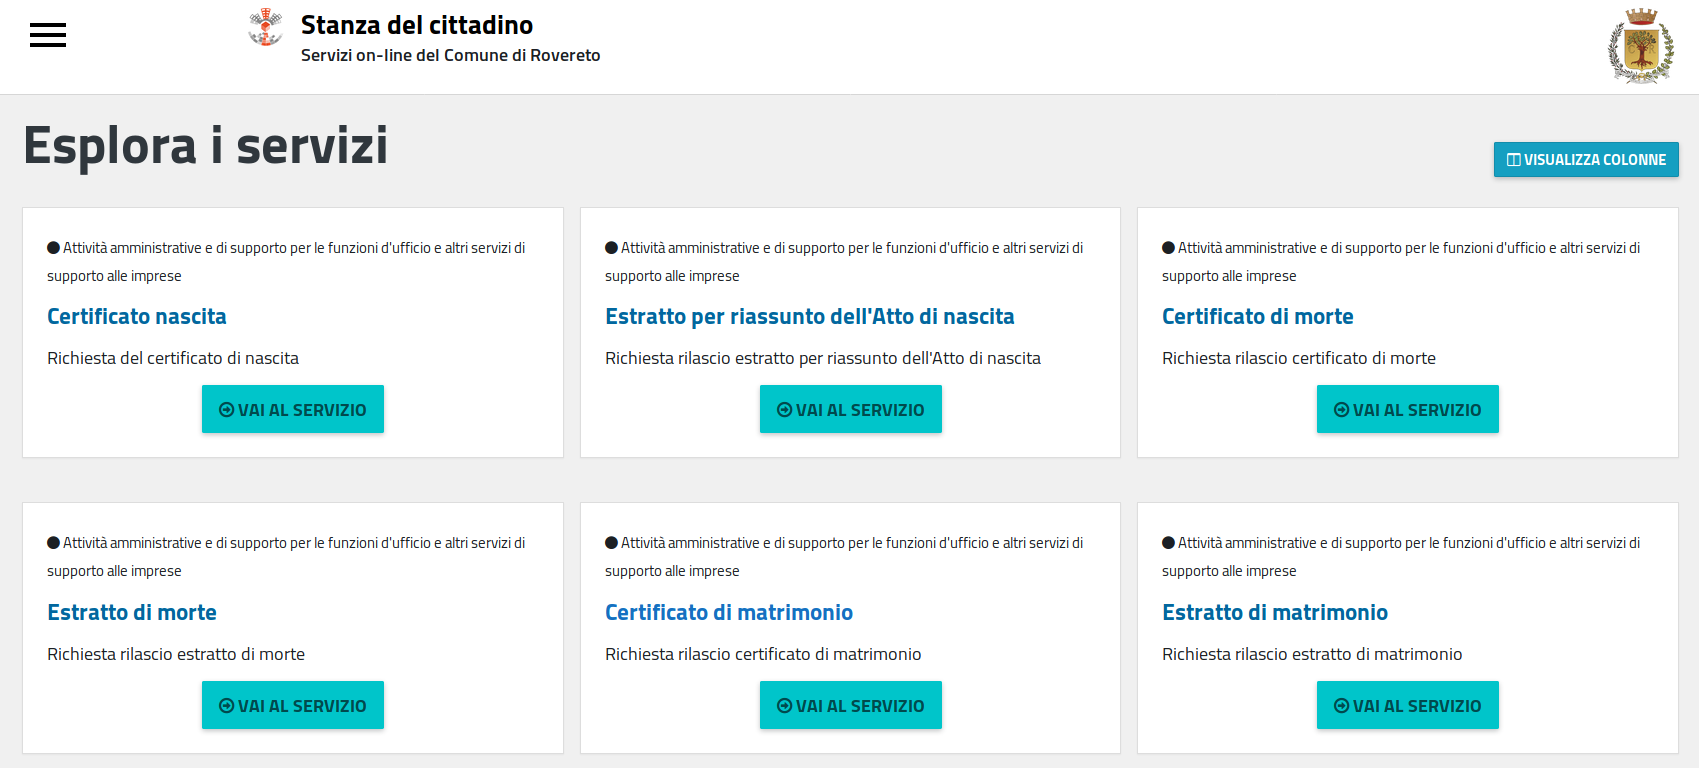 Stanza del cittadino
Servizi on-line del Comune di Rovereto
Esplora i servizi
VISUALIZZA COLONNE
Attività amministrative e di supporto per le funzioni d'ufficio e altri servizi di
supporto alle imprese
Certificato nascita
Richiesta del certificato di nascita
VAI AL SERVIZIO
Attività amministrative e di supporto per le funzioni d'ufficio e altri servizi di
supporto alle imprese
Estratto per riassunto dell'Atto di nascita
Richiesta rilascio estratto per riassunto dell'Atto di nascita
VAI AL SERVIZIO
Attività amministrative e di supporto per le funzioni d'ufficio e altri servizi di
supporto alle imprese
Certificato di morte
Richiesta rilascio certificato di morte
VAI AL SERVIZIO
Attività amministrative e di supporto per le funzioni d'ufficio e altri servizi di
supporto alle imprese
Estratto di morte
Richiesta rilascio estratto di morte
VAI AL SERVIZIO
Attività amministrative e di supporto per le funzioni d'ufficio e altri servizi di
supporto alle imprese
Certificato di matrimonio
Richiesta rilascio certificato di matrimonio
VAI AL SERVIZIO
Attività amministrative e di supporto per le funzioni d'ufficio e altri servizi di
supporto alle imprese
Estratto di matrimonio
Richiesta rilascio estratto di matrimonio
VAI AL SERVIZIO